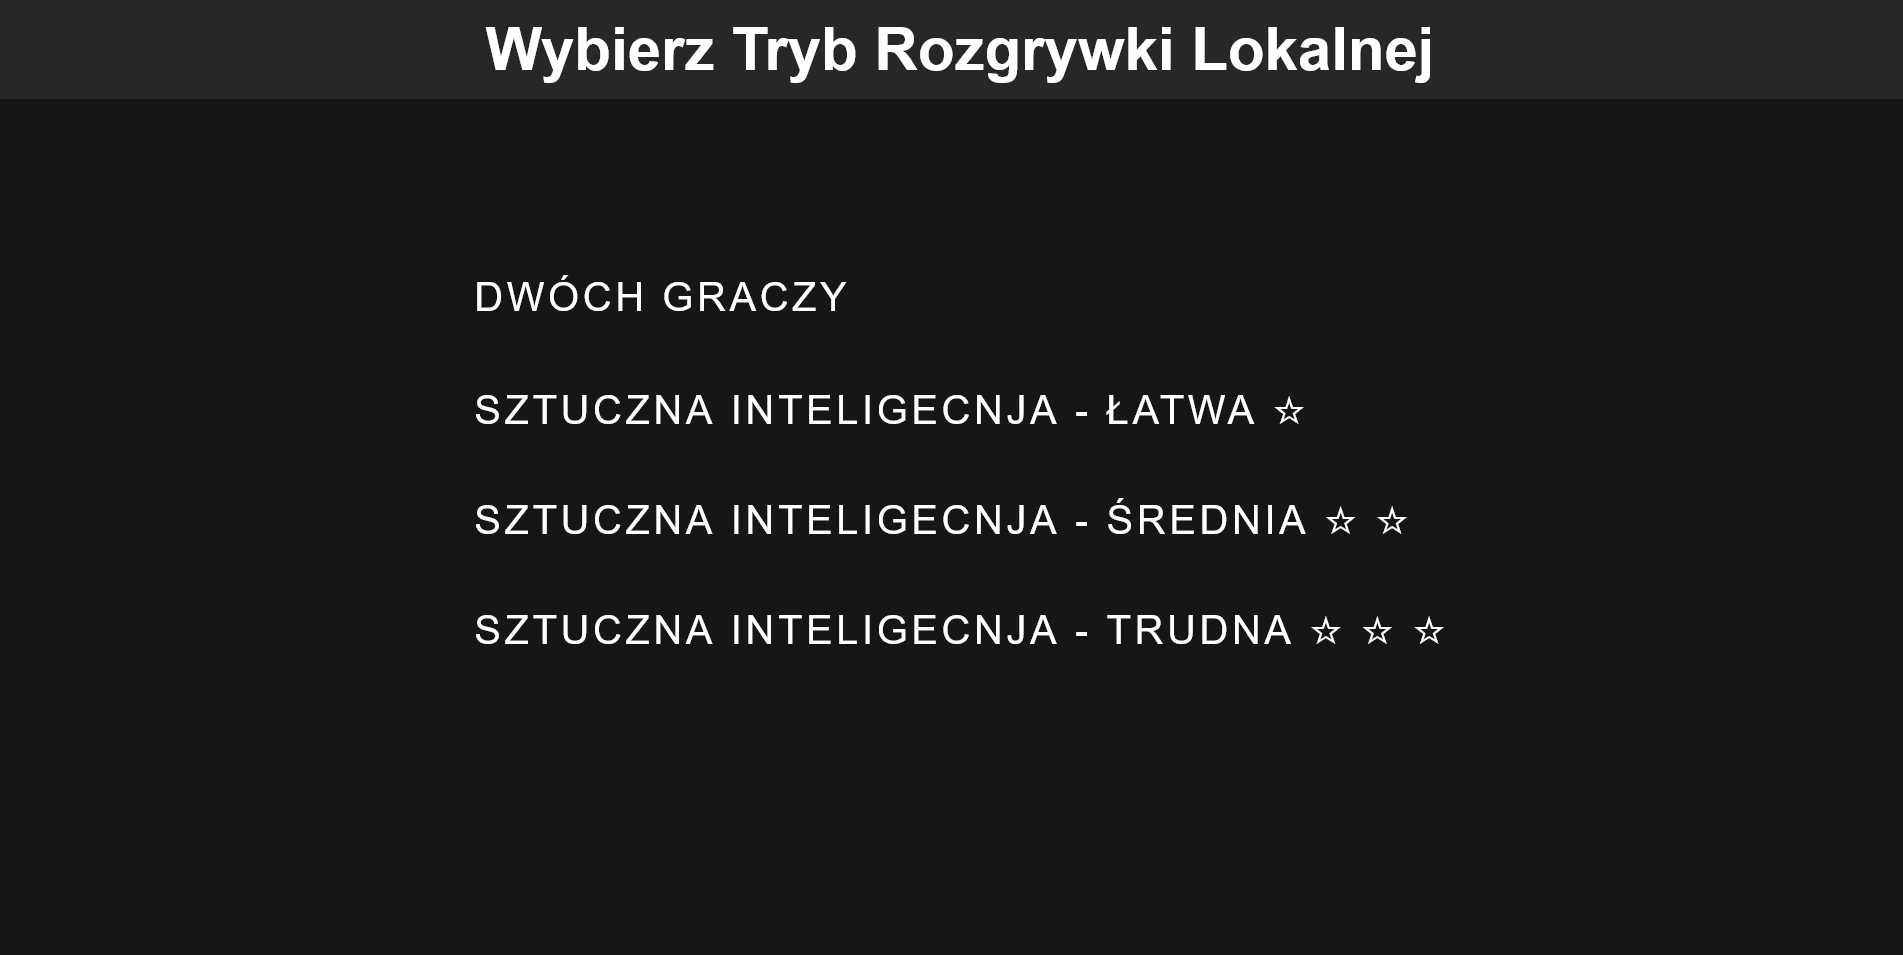 Wybierz Tryb Rozgrywki Lokalnej
DWÓCH GRACZY
SZTUCZNA INTELIGECNJA - ŁATWA ☆
SZTUCZNA INTELIGECNJA - ŚREDNIA ☆ ☆
SZTUCZNA INTELIGECNJA - TRUDNA ☆ ☆ ☆